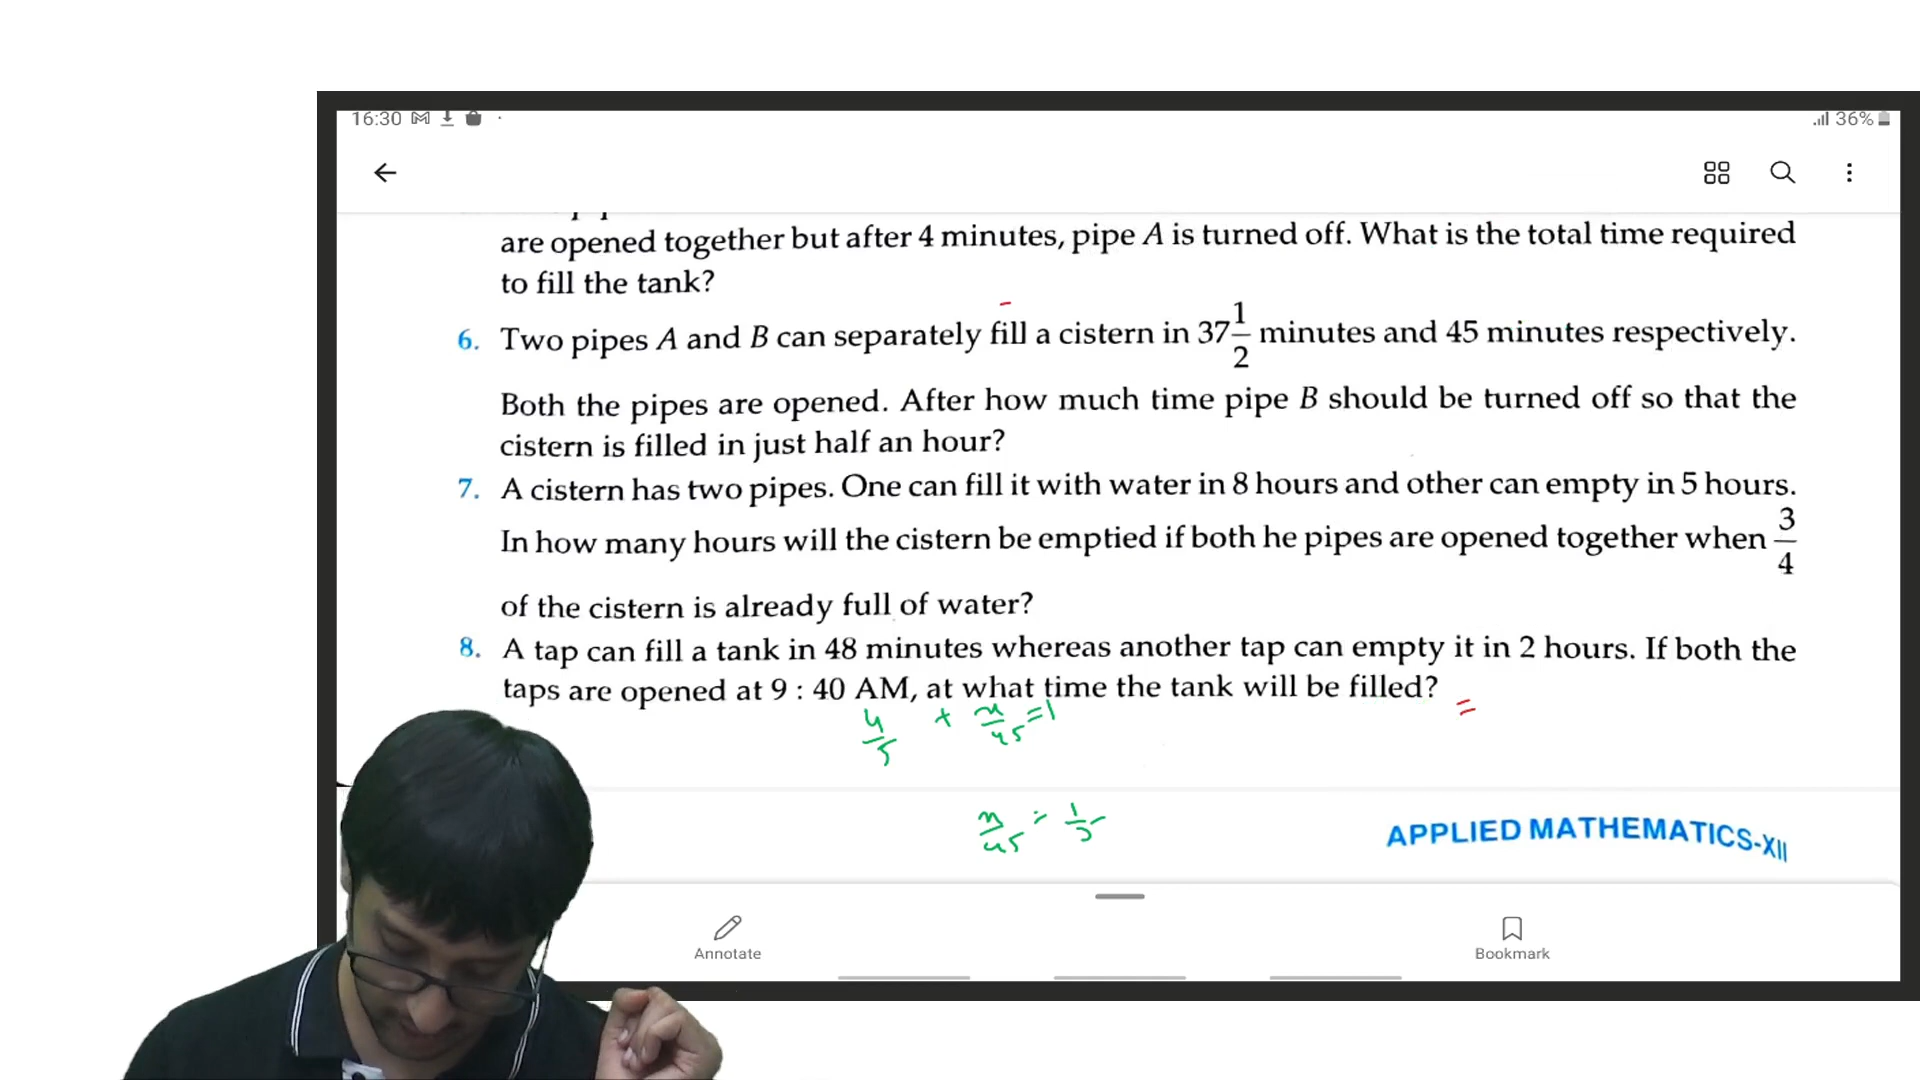 16:30
36%
are opened together but after 4 minutes, pipe A is turned off. What is the total time required
to fill the tank?
6. Two pipes A and B can separately fill a cistern in 37 1/2 minutes and 45 minutes respectively.
Both the pipes are opened. After how much time pipe B should be turned off so that the
cistern is filled in just half an hour?
7. A cistern has two pipes. One can fill it with water in 8 hours and other can empty in 5 hours.
In how many hours will the cistern be emptied if both he pipes are opened together when 3/4
of the cistern is already full of water?
8. A tap can fill a tank in 48 minutes whereas another tap can empty it in 2 hours. If both the
taps are opened at 9 : 40 AM, at what time the tank will be filled?
=
4/5 + x/45 = 1
x/45 = 1/5
APPLIED MATHEMATICS-XII
Annotate
Bookmark